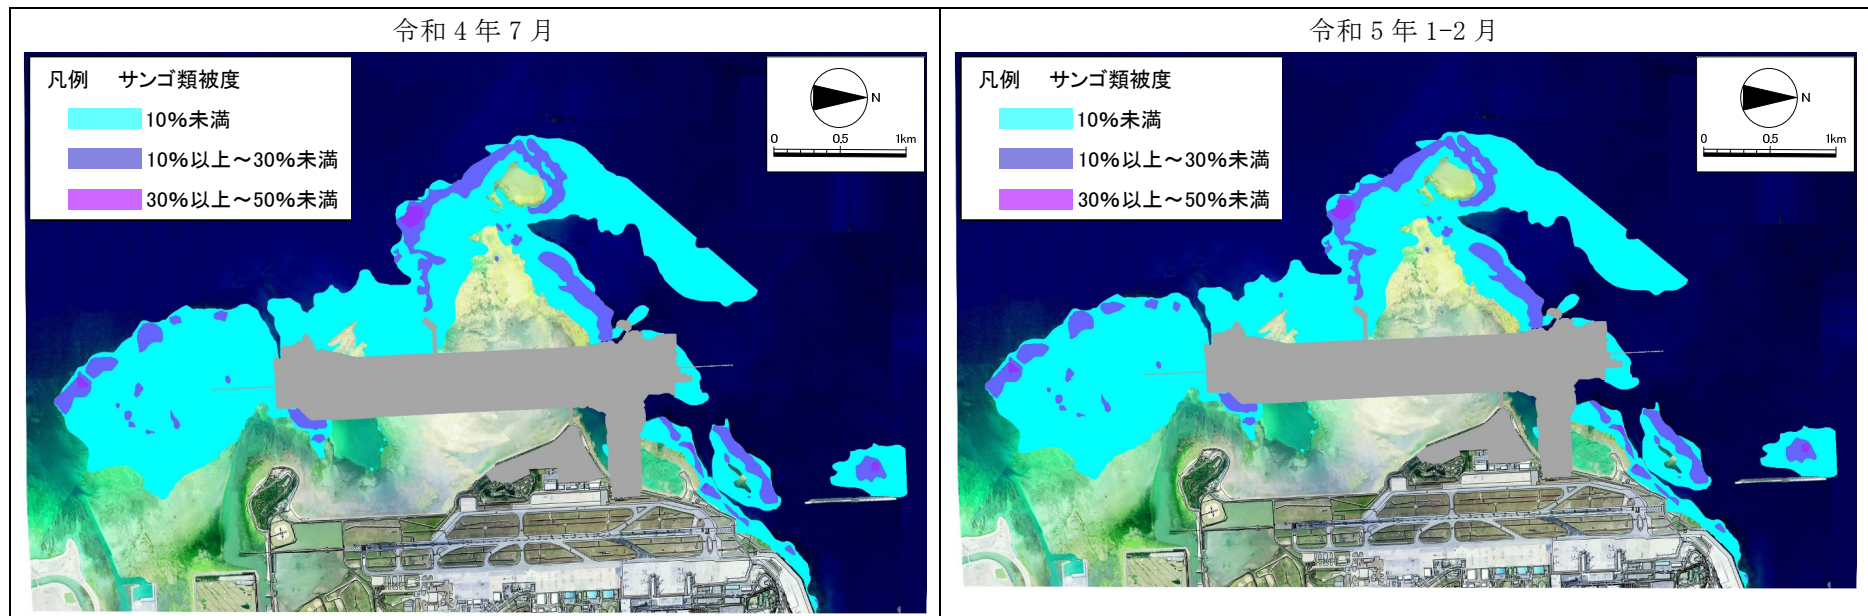 令和4年7月
凡例 サンゴ類被度
10%未満
10%以上~30%未満
30%以上~50%未満
N
0 0.5 1km
令和5年1-2月
凡例 サンゴ類被度
10%未満
10%以上~30%未満
30%以上~50%未満
N
0 0.5 1km